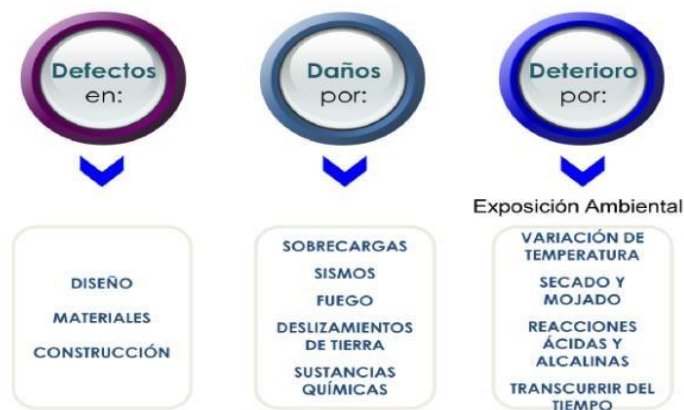 Defectos
en:
DISEÑO
MATERIALES
CONSTRUCCIÓN
Daños
por:
SOBRECARGAS
SISMOS
FUEGO
DESLIZAMIENTOS
DE TIERRA
SUSTANCIAS
QUÍMICAS
Deterioro
por:
Exposición Ambiental
VARIACIÓN DE
TEMPERATURA
SECADO Y
MOJADO
REACCIONES
ÁCIDAS Y
ALCALINAS
TRANSCURRIR DEL
TIEMPO